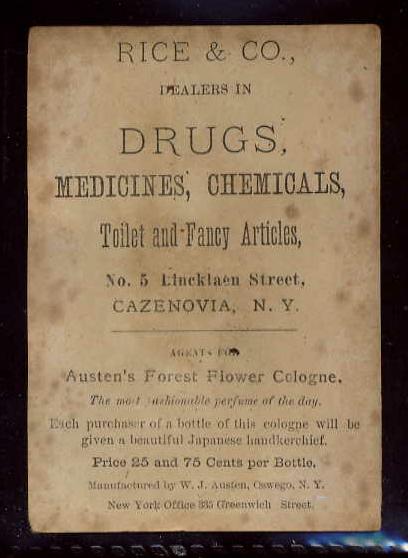 RICE & CO.,
DEALERS IN
DRUGS,
MEDICINES, CHEMICALS,
Toilet and Fancy Articles,
No. 5 Lincklaen Street,
CAZENOVIA, N. Y.
AGENTS FOR
Austen's Forest Flower Cologne.
The most fashionable perfume of the day.
Each purchaser of a bottle of this cologne will be
given a beautiful Japanese handkerchief.
Price 25 and 75 Cents per Bottle.
Manufactured by W. J. Austen, Oswego, N. Y.
New York Office 335 Greenwich Street.